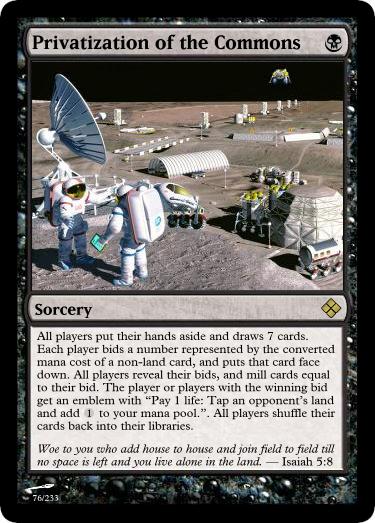 Privatization of the Commons
Sorcery
All players put their hands aside and draws 7 cards.
Each player bids a number represented by the converted
mana cost of a non-land card, and puts that card face
down. All players reveal their bids, and mill cards equal
to their bid. The player or players with the winning bid
get an emblem with “Pay 1 life: Tap an opponent's land
and add 1 to your mana pool.”. All players shuffle their
cards back into their libraries.
Woe to you who add house to house and join field to field till
no space is left and you live alone in the land. — Isaiah 5:8
76/233